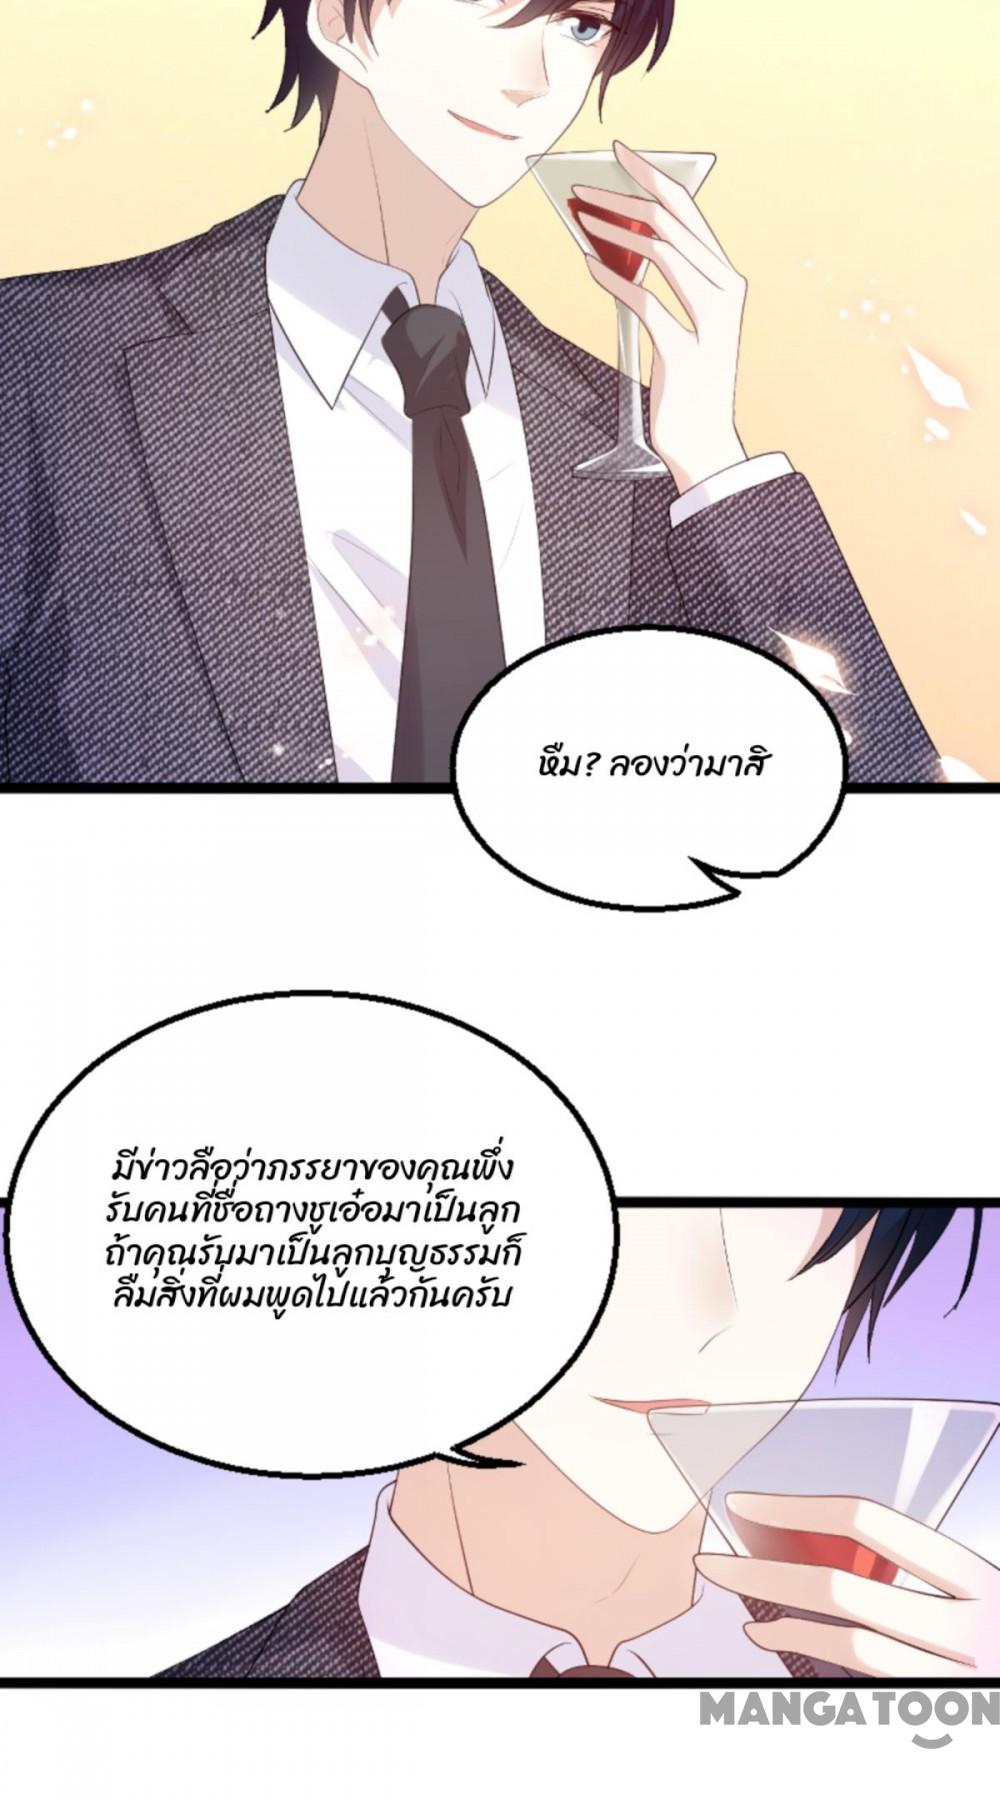 หืม? ลองว่ามาสิ
มีข่าวลือว่าภรรยาของคุณพึ่ง
รับคนที่ชื่อถางชูเอ๋อมาเป็นลูก
ถ้าคุณรับมาเป็นลูกบุญธรรมก็
ลืมสิ่งที่ผมพูดไปแล้วกันครับ
MANGATOON
MANGATOON